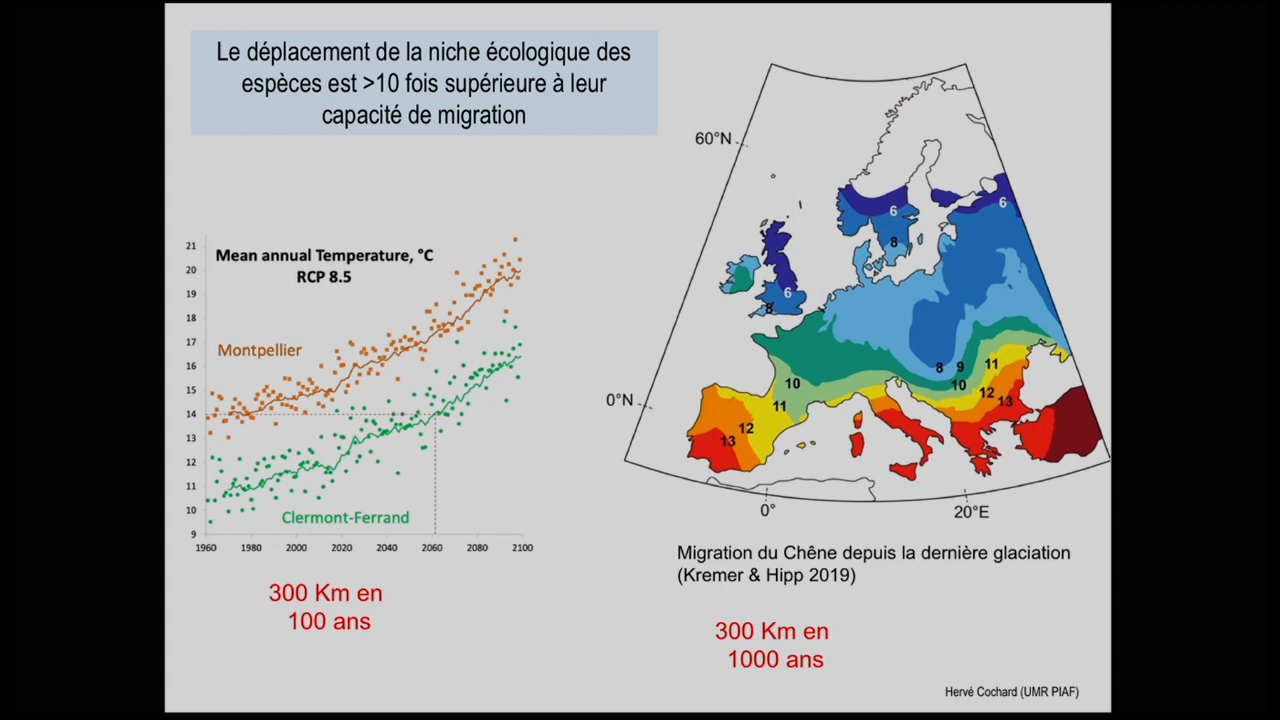 Le déplacement de la niche écologique des
espèces est >10 fois supérieure à leur
capacité de migration
Mean annual Temperature, °C
RCP 8.5
21
20
19
18
17
16
15
14
13
12
11
10
9
Montpellier
Clermont-Ferrand
1960
1980
2000
2020
2040
2060
2080
2100
300 Km en
100 ans
60°N
0°N
0°
20°E
6
6
8
6
8
8
9
10
11
12
13
10
11
12
13
Migration du Chêne depuis la dernière glaciation
(Kremer & Hipp 2019)
300 Km en
1000 ans
Hervé Cochard (UMR PIAF)